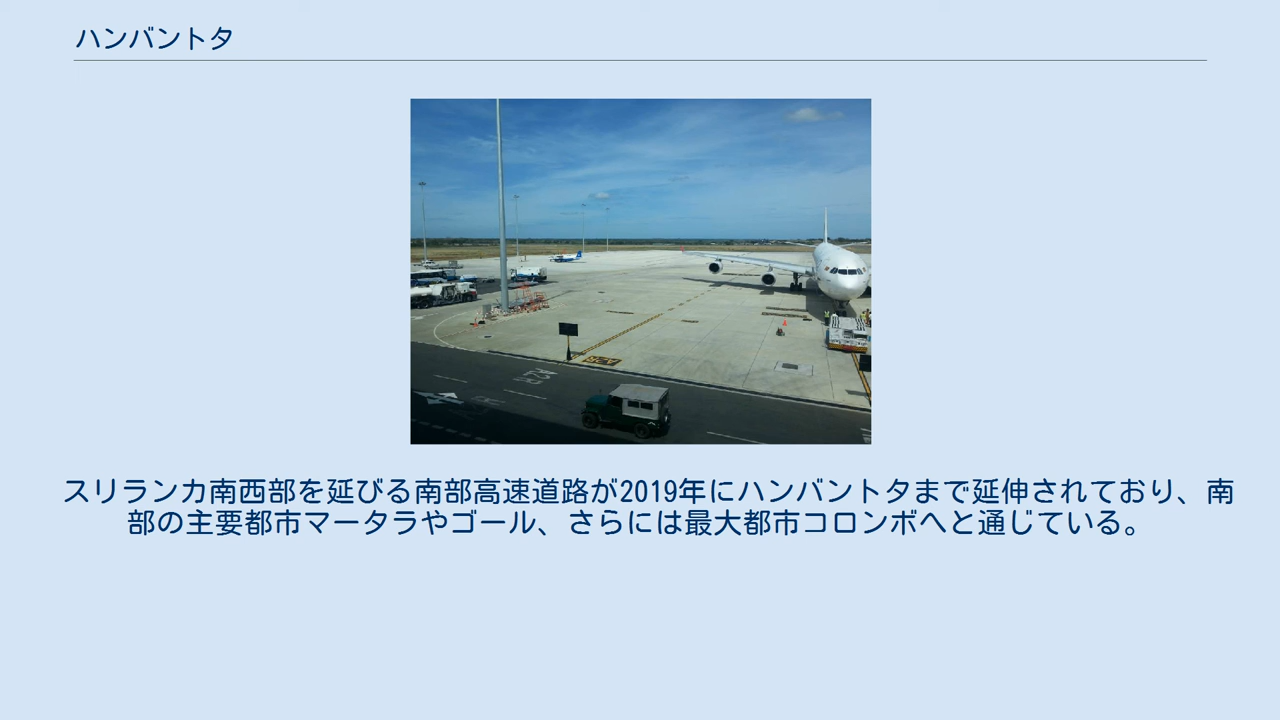 ハンバントタ
スリランカ南西部を延びる南部高速道路が2019年にハンバントタまで延伸されており、南
部の主要都市マータラやゴール、さらには最大都市コロンボへと通じている。